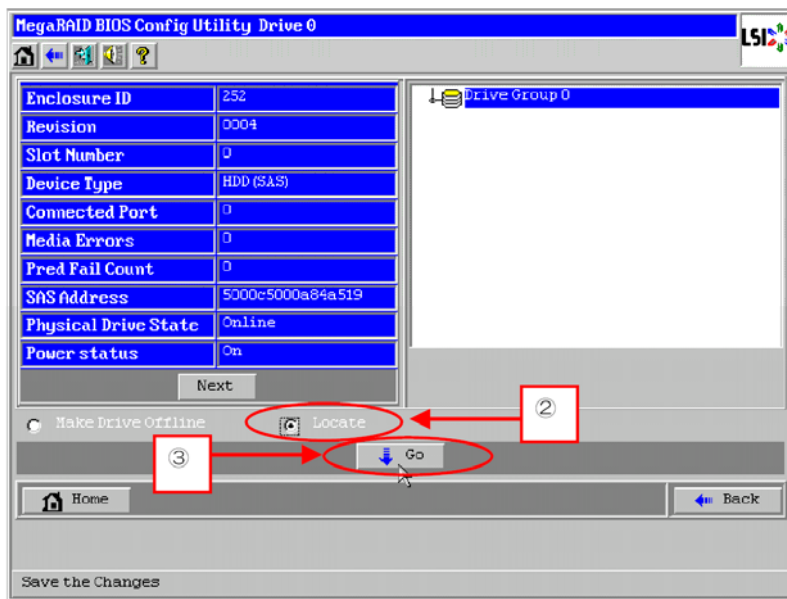 MegaRAID BIOS Config Utility Drive 0
LSI
Enclosure ID 252
Revision 0004
Slot Number 0
Device Type HDD (SAS)
Connected Port 0
Media Errors 0
Pred Fail Count 0
SAS Address 5000c5000a84a519
Physical Drive State Online
Power status On
Next
Drive Group 0
Make Drive Offline
Locate
②
③
Go
Home
Back
Save the Changes